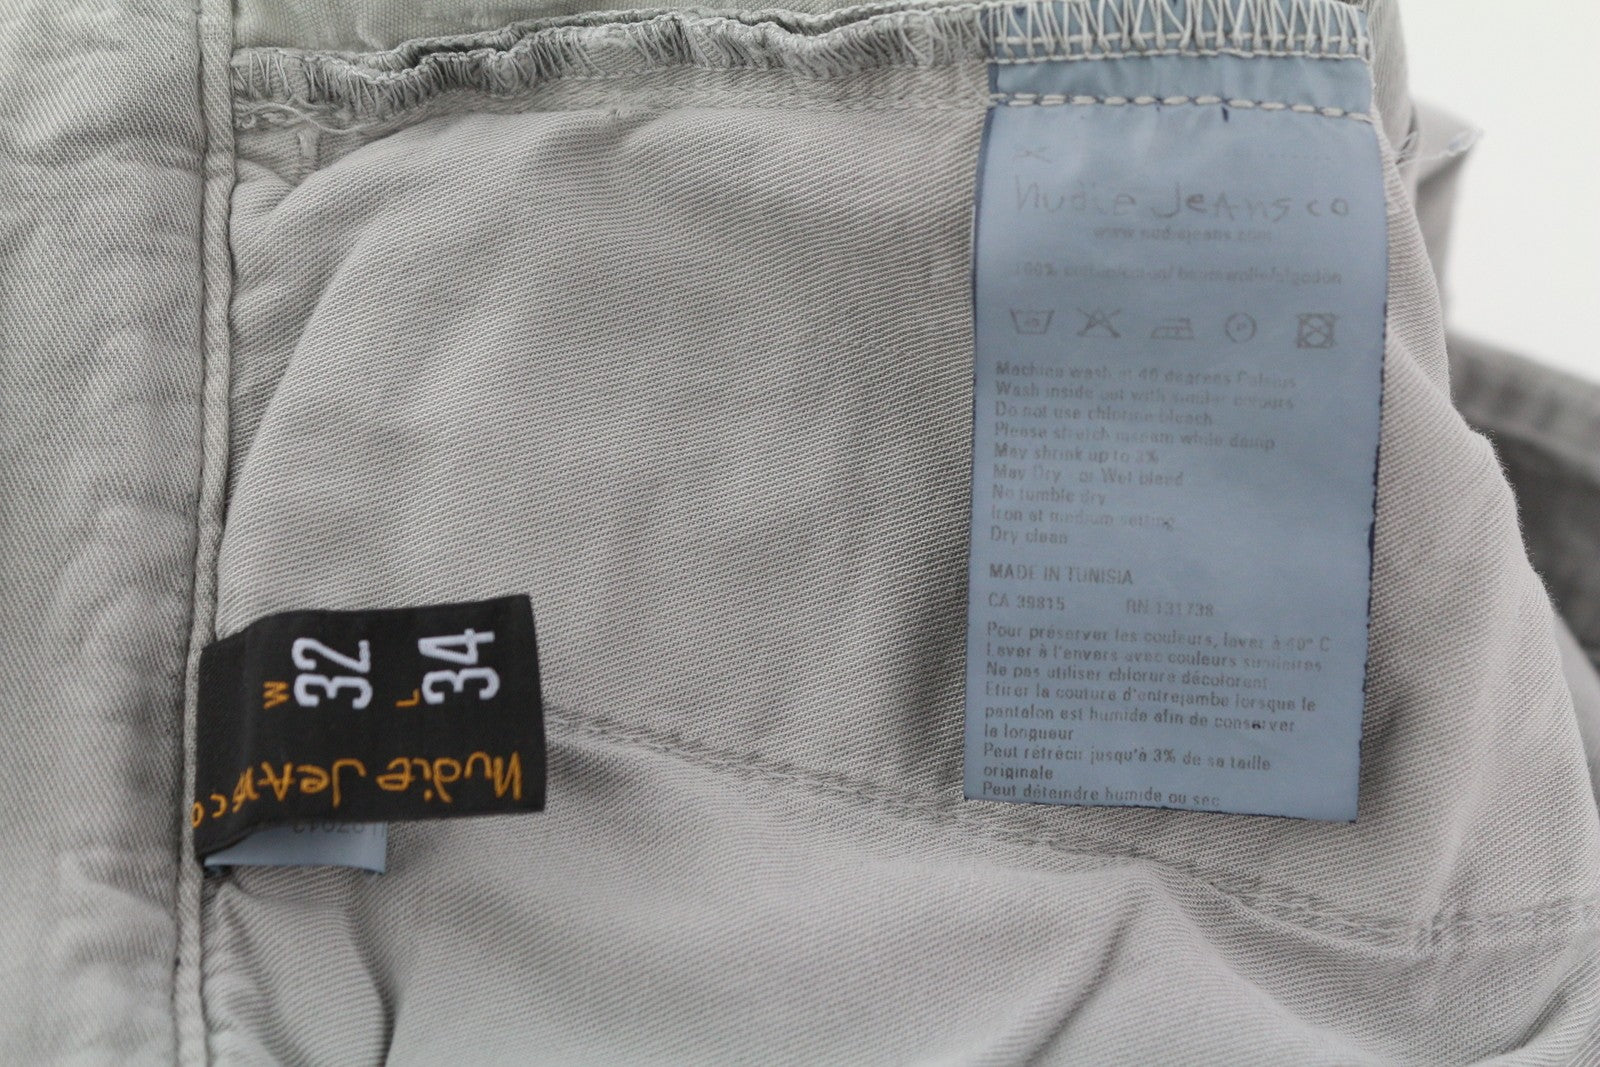 Nudie Jeans co
www.nudiejeans.com
100% cotton/coton/baumwolle/algodon
Machine wash at 40 degrees Celsius
Wash inside out with similar colours
Do not use chlorine bleach
Please stretch inseam while damp
May shrink up to 3%
May Dry - or Wet bleed
No tumble dry
Iron at medium setting
Dry clean
MADE IN TUNISIA
CA 39815 RN 131738
Pour préserver les couleurs, laver à 40° C
Laver à l'envers avec couleurs similaires
Ne pas utiliser chlorure décolorant
Etirer la couture d'entrejambe lorsque le
pantalon est humide afin de conserver
la longueur
Peut rétrécir jusqu'à 3% de sa taille
originale
Peut déteindre humide ou sec
W 32
L 34
Nudie Jeans co